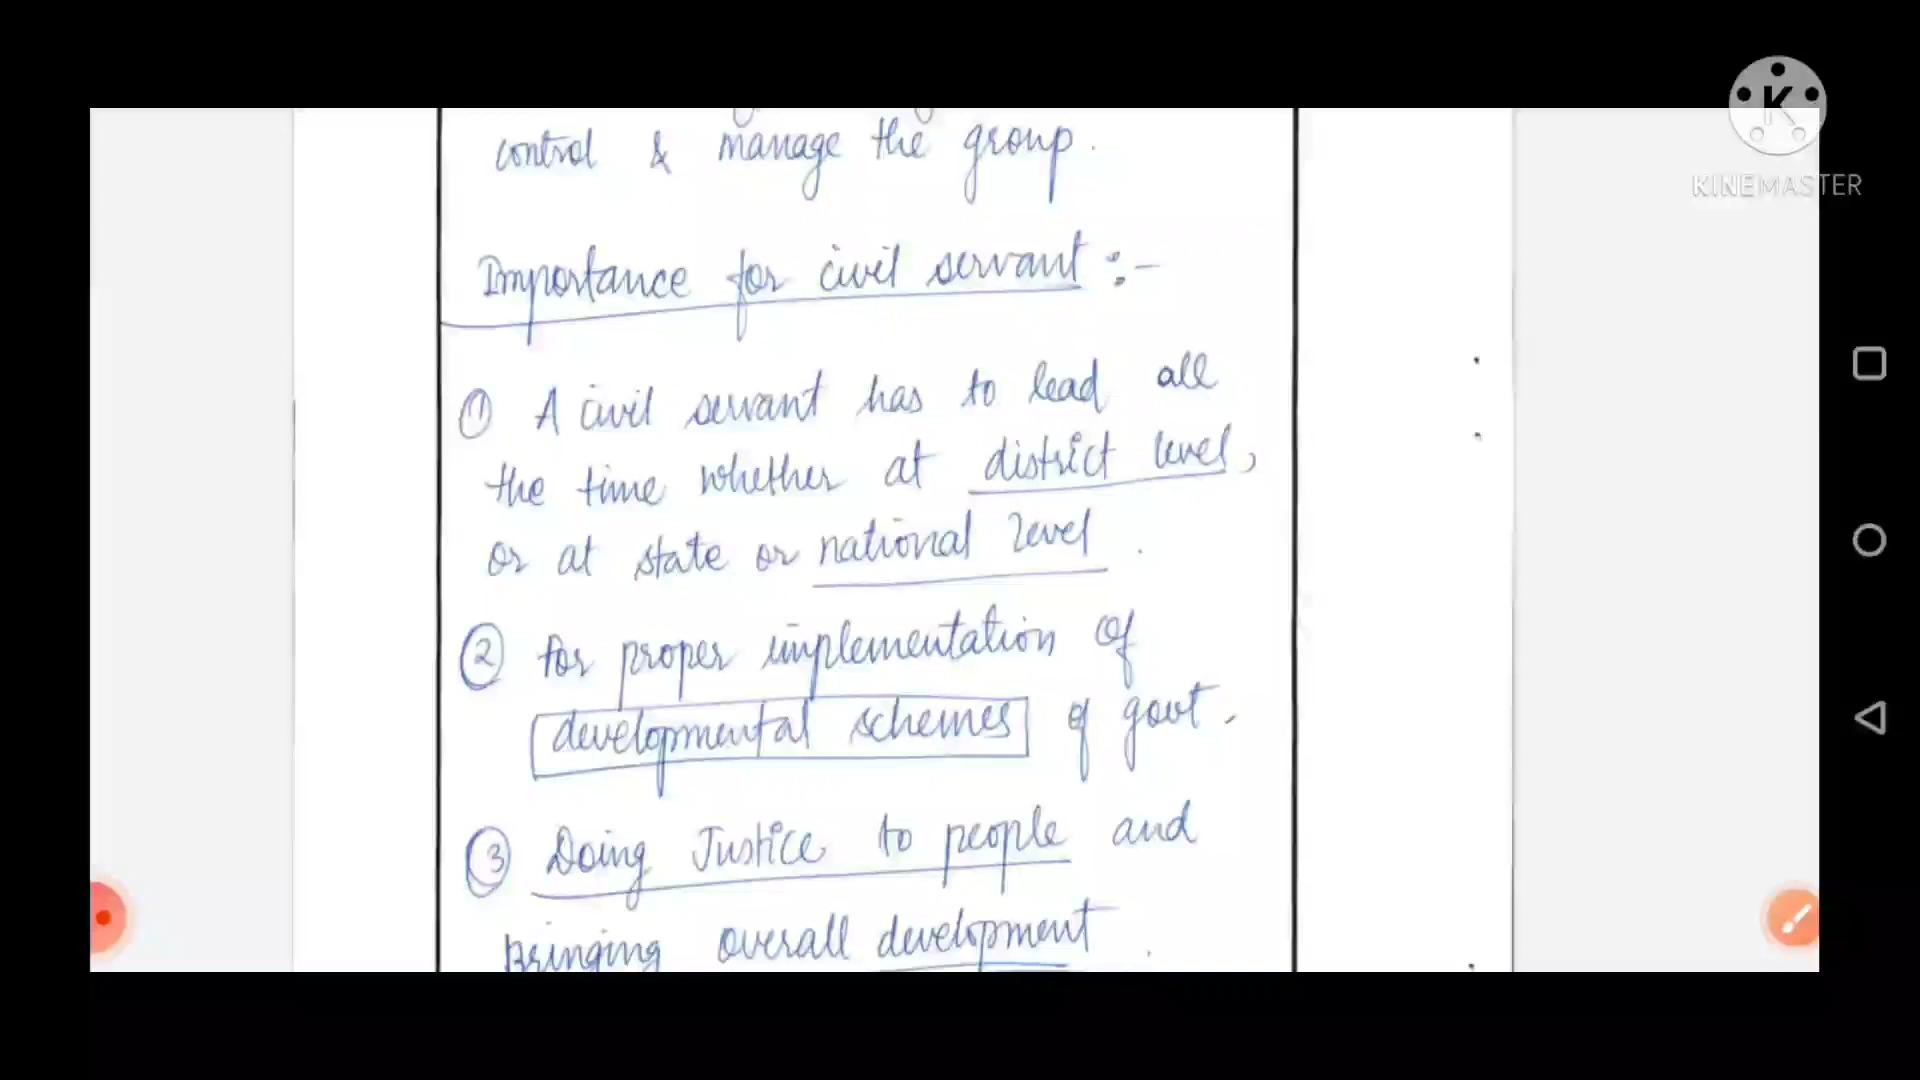 control & manage the group.
Importance for civil servant :-
① A civil servant has to lead all
the time whether at district level,
or at state or national level.
② For proper implementation of
developmental schemes of govt.
③ Doing Justice to people and
Bringing overall development.
K
KINEMASTER